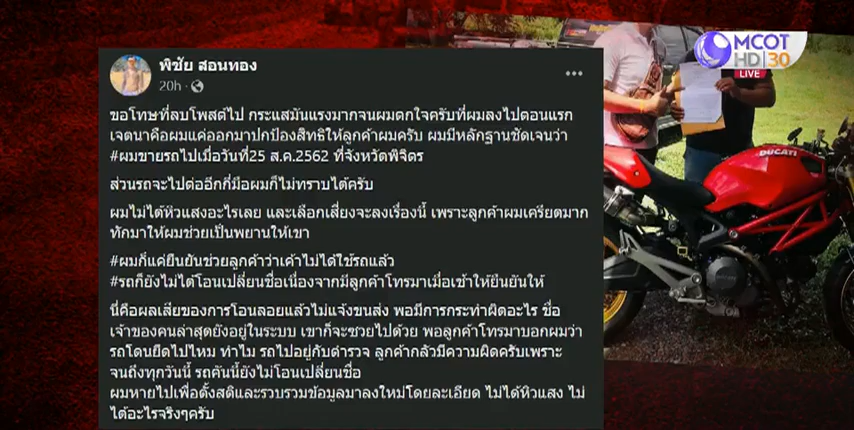 MCOT
HD 30
LIVE
พิชัย สอนทอง
20h
ขอโทษที่ลบโพสต์ไป กระแสมันแรงมากจนผมตกใจครับที่ผมลงไปตอนแรก
เจตนาคือผมแค่ออกมาปกป้องสิทธิให้ลูกค้าผมครับ ผมมีหลักฐานชัดเจนว่า
#ผมขายรถไปเมื่อวันที่25 ส.ค.2562 ที่จังหวัดพิจิตร
ส่วนรถจะไปต่ออีกกี่มือผมก็ไม่ทราบได้ครับ
ผมไม่ได้หิวแสงอะไรเลย และเลือกเสี่ยงจะลงเรื่องนี้ เพราะลูกค้าผมเครียดมาก
ทักมาให้ผมช่วยเป็นพยานให้เขา
#ผมก็แค่ยืนยันช่วยลูกค้าว่าเค้าไม่ได้ใช้รถแล้ว
#รถก็ยังไม่ได้โอนเปลี่ยนชื่อเนื่องจากมีลูกค้าโทรมาเมื่อเช้าให้ยืนยันให้
นี่คือผลเสียของการโอนลอยแล้วไม่แจ้งขนส่ง พอมีการกระทำผิดอะไร ชื่อ
เจ้าของคนล่าสุดยังอยู่ในระบบ เขาก็จะซวยไปด้วย พอลูกค้าโทรมาบอกผมว่า
รถโดนยึดไปไหม ทำไม รถไปอยู่กับตำรวจ ลูกค้ากลัวมีความผิดครับเพราะ
จนถึงทุกวันนี้ รถคันนี้ยังไม่โอนเปลี่ยนชื่อ
ผมหายไปเพื่อตั้งสติและรวบรวมข้อมูลมาลงใหม่โดยละเอียด ไม่ได้หิวแสง ไม่
ได้อะไรจริงๆครับ
DUCATI